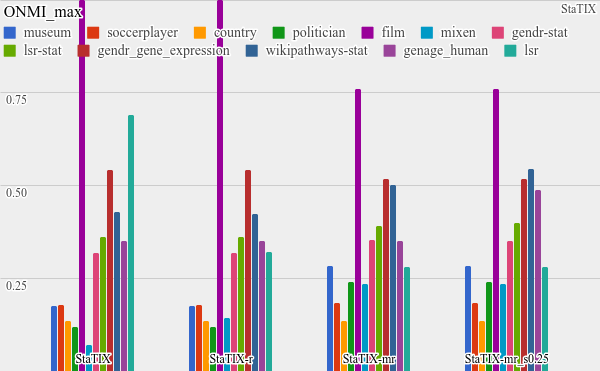 ONMI_max
StaTIX
museum soccerplayer country politician film mixen gendr-stat
lsr-stat gendr_gene_expression wikipathways-stat genage_human lsr
0.75
0.50
0.25
StaTIX StaTIX-r StaTIX-mr StaTIX-mr_s0.25